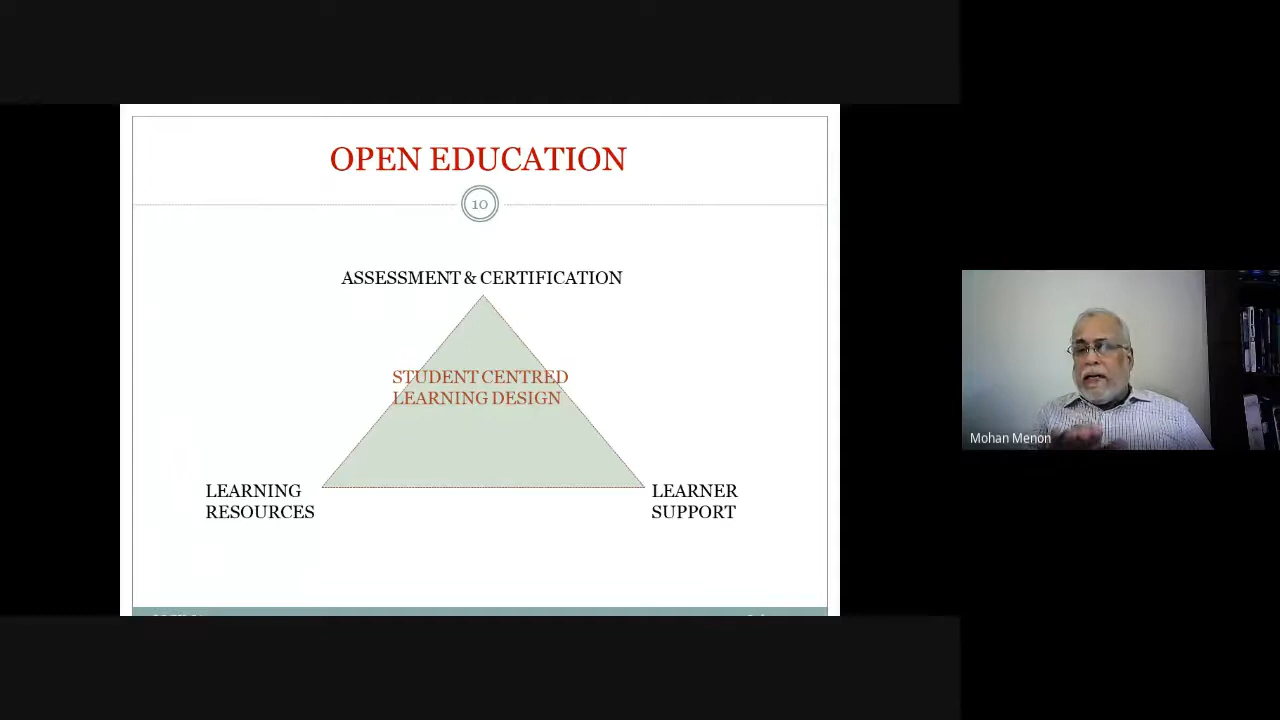 OPEN EDUCATION
10
ASSESSMENT & CERTIFICATION
STUDENT CENTRED
LEARNING DESIGN
LEARNING
RESOURCES
LEARNER
SUPPORT
Mohan Menon